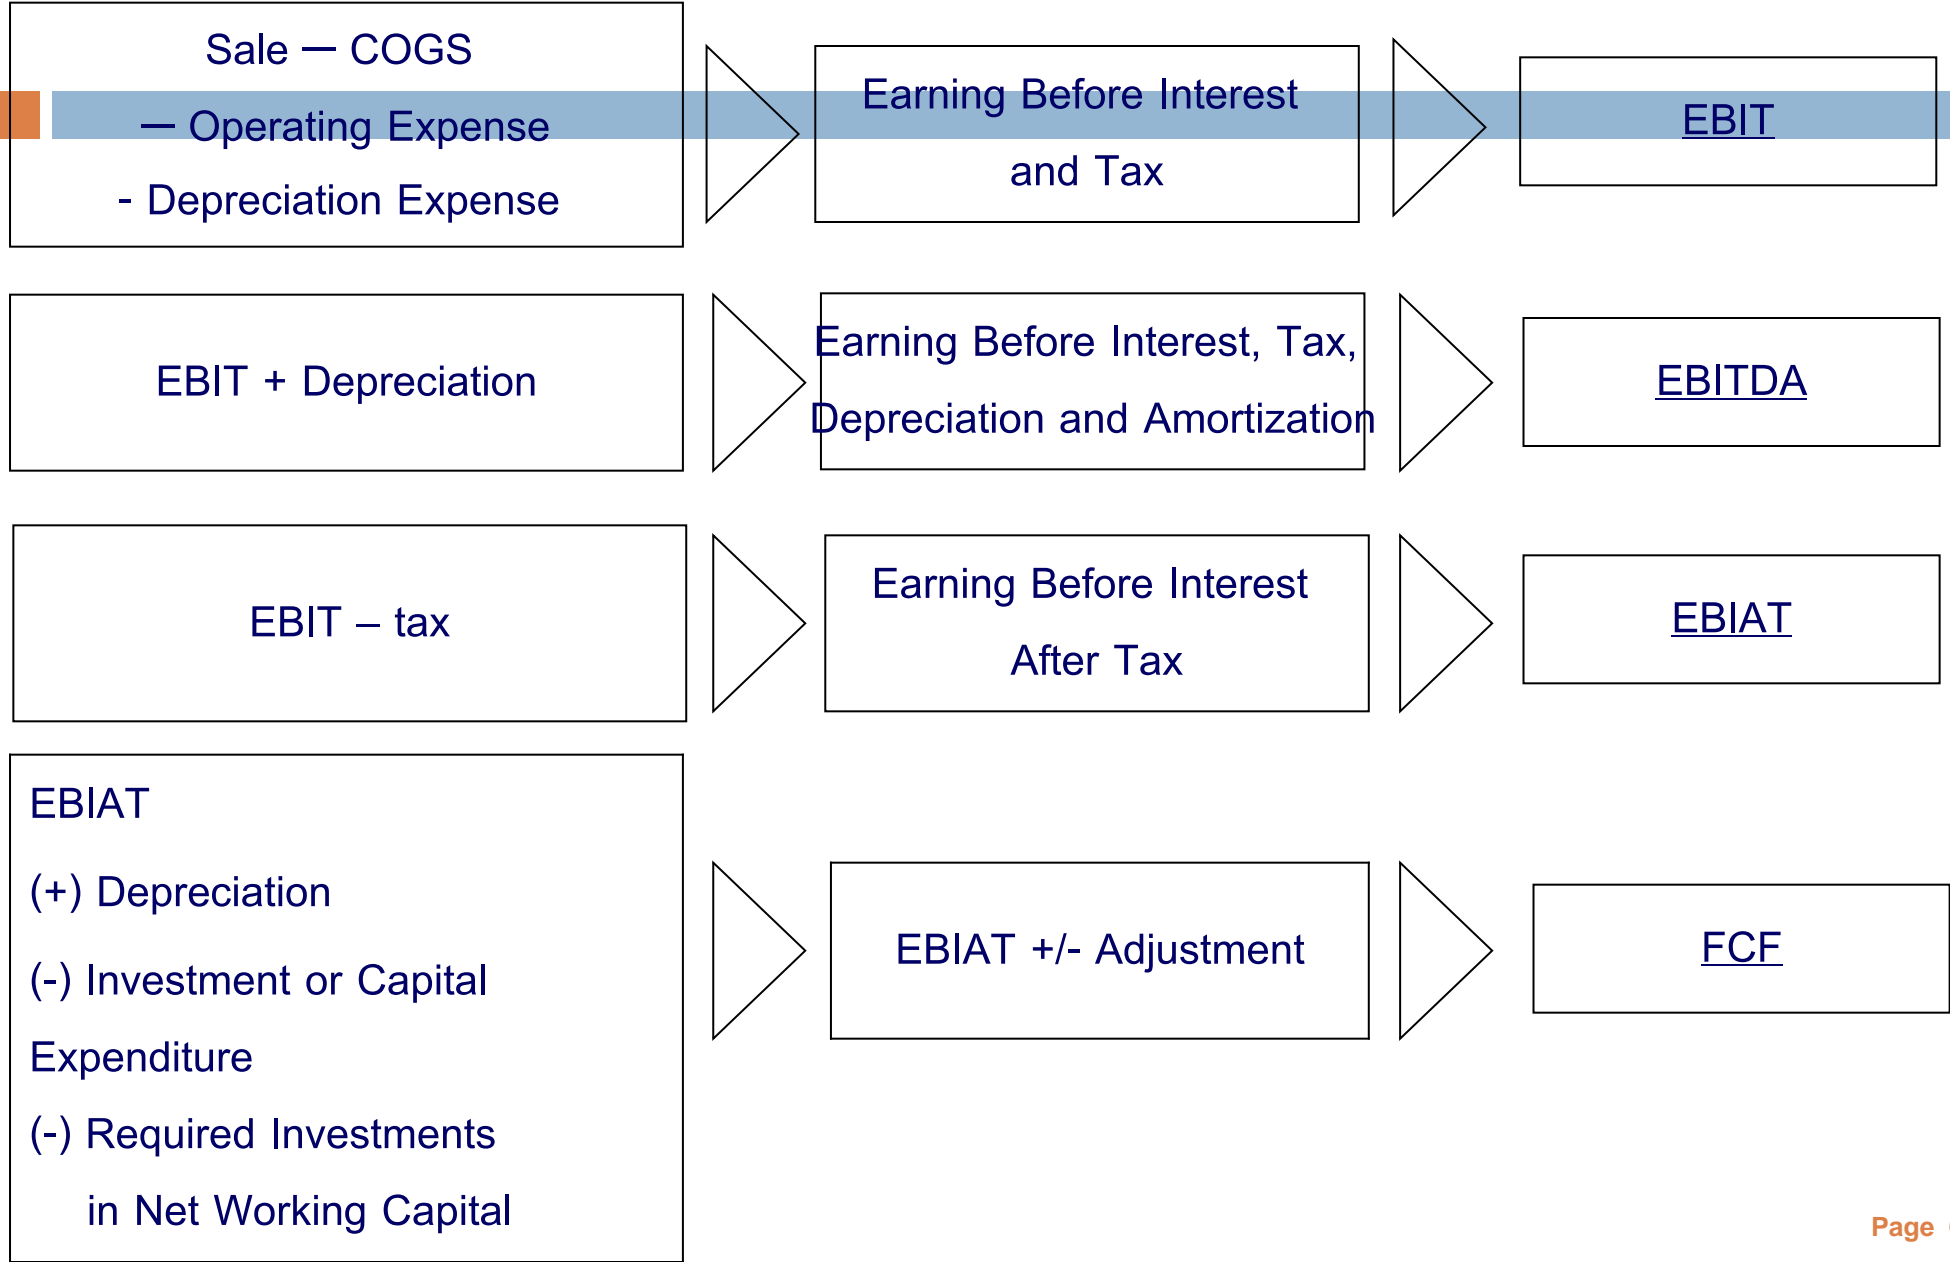 Sale — COGS
— Operating Expense
- Depreciation Expense
Earning Before Interest
and Tax
EBIT
EBIT + Depreciation
Earning Before Interest, Tax,
Depreciation and Amortization
EBITDA
EBIT – tax
Earning Before Interest
After Tax
EBIAT
EBIAT
(+) Depreciation
(-) Investment or Capital
Expenditure
(-) Required Investments
in Net Working Capital
EBIAT +/- Adjustment
FCF
Page